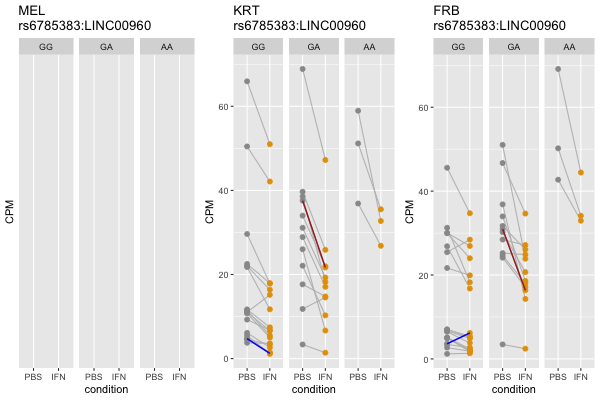 MEL
rs6785383:LINC00960
GG GA AA
CPM
PBS IFN PBS IFN PBS IFN
condition
KRT
rs6785383:LINC00960
GG GA AA
60
40
20
0
CPM
PBS IFN PBS IFN PBS IFN
condition
FRB
rs6785383:LINC00960
GG GA AA
60
40
20
0
CPM
PBS IFN PBS IFN PBS IFN
condition